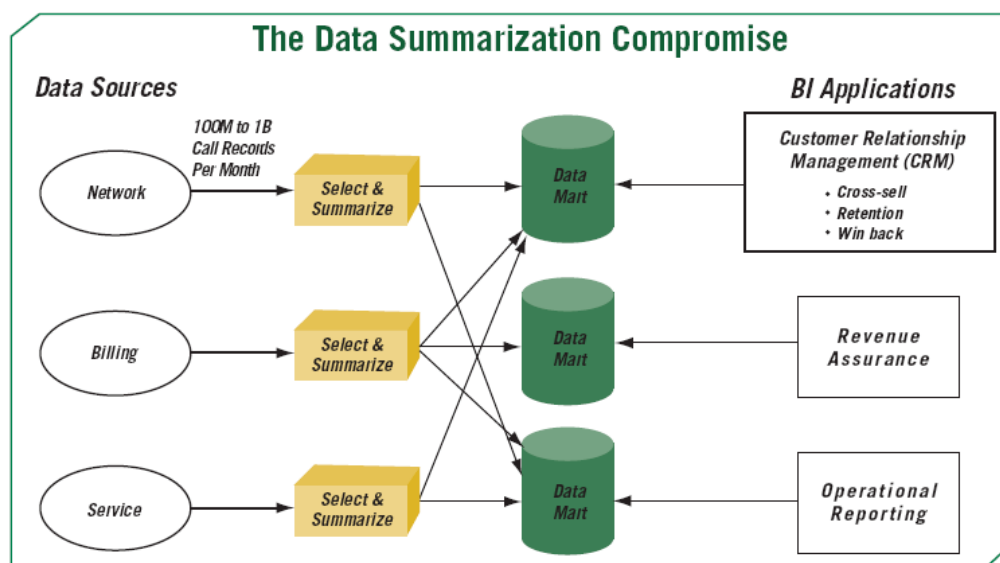 The Data Summarization Compromise
Data Sources
BI Applications
100M to 1B
Call Records
Per Month
Network
Select &
Summarize
Data
Mart
Customer Relationship
Management (CRM)
• Cross-sell
• Retention
• Win back
Billing
Select &
Summarize
Data
Mart
Revenue
Assurance
Service
Select &
Summarize
Data
Mart
Operational
Reporting